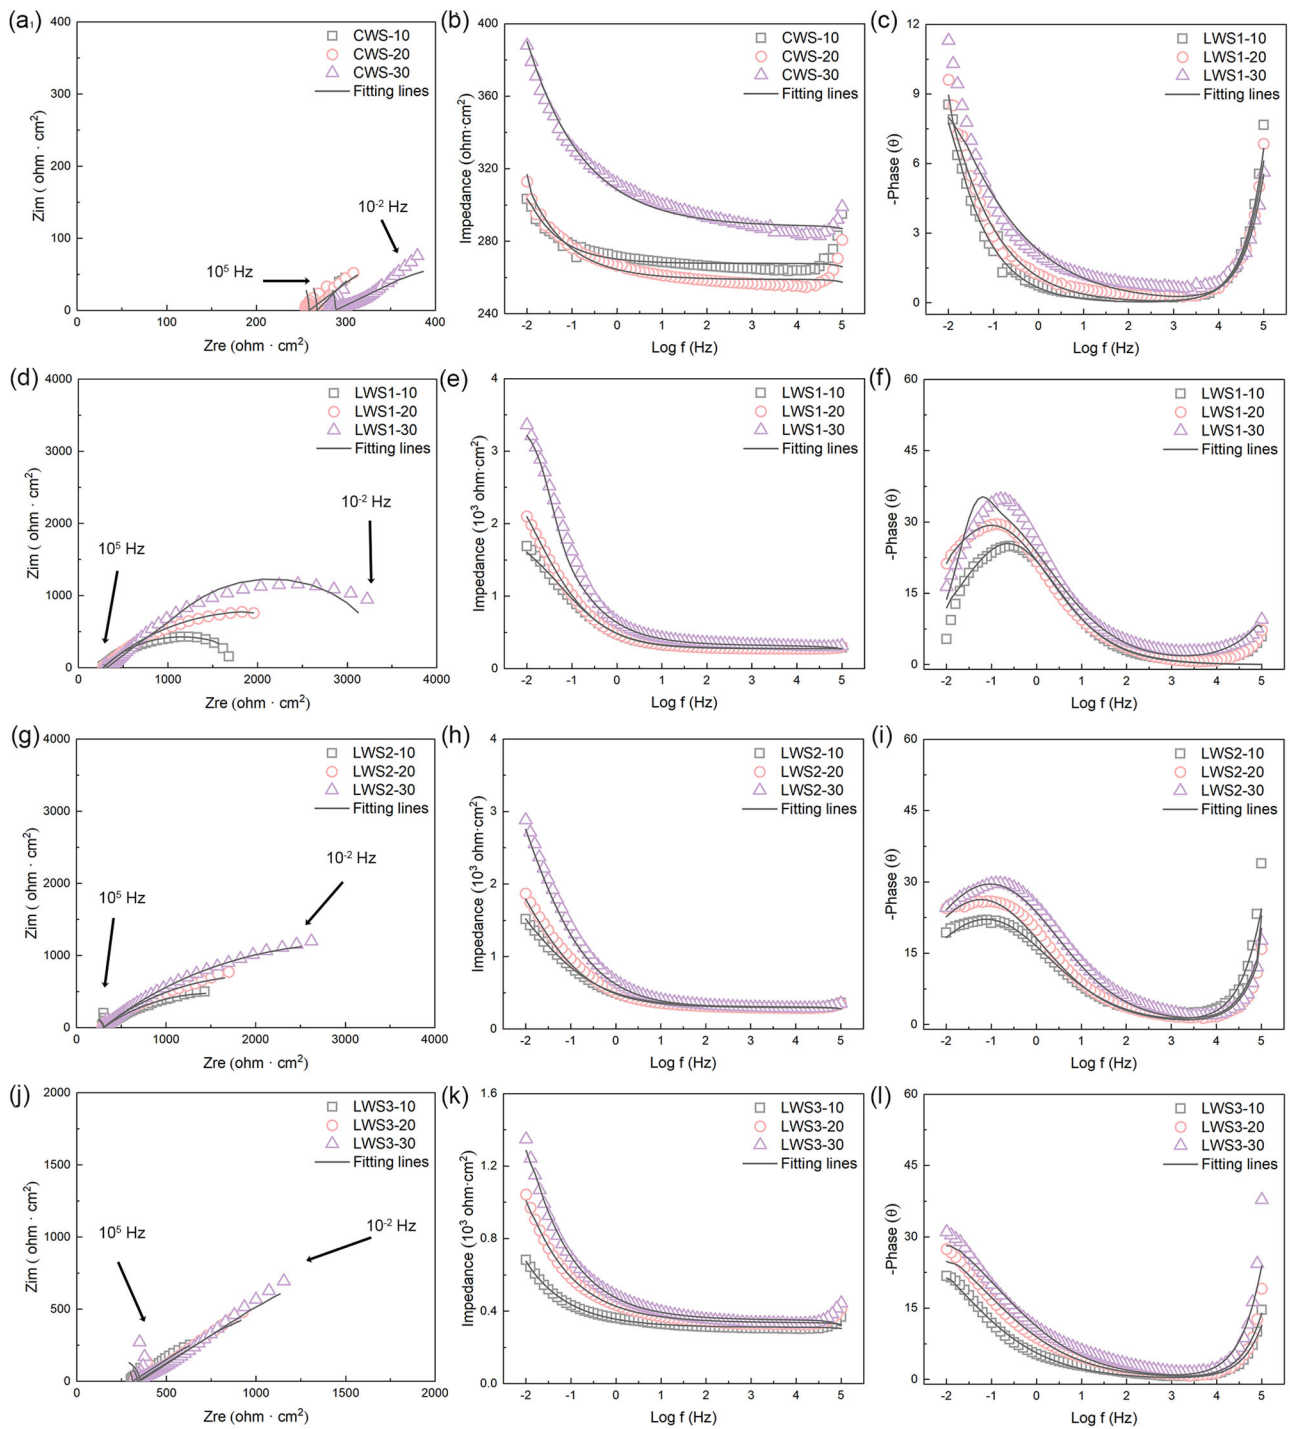 (a₁)
400
300
200
100
0
Zim ( ohm · cm²)
0 100 200 300 400
Zre (ohm · cm²)
CWS-10
CWS-20
CWS-30
Fitting lines
10⁻² Hz
10⁵ Hz
(b)
400
360
320
280
240
Impedance (ohm·cm²)
-2 -1 0 1 2 3 4 5
Log f (Hz)
CWS-10
CWS-20
CWS-30
Fitting lines
(c)
12
9
6
3
0
-Phase (θ)
-2 -1 0 1 2 3 4 5
Log f (Hz)
LWS1-10
LWS1-20
LWS1-30
Fitting lines
(d)
4000
3000
2000
1000
0
Zim ( ohm · cm²)
0 1000 2000 3000 4000
Zre (ohm · cm²)
LWS1-10
LWS1-20
LWS1-30
Fitting lines
10⁻² Hz
10⁵ Hz
(e)
4
3
2
1
0
Impedance (10³ ohm·cm²)
-2 -1 0 1 2 3 4 5
Log f (Hz)
LWS1-10
LWS1-20
LWS1-30
Fitting lines
(f)
60
45
30
15
0
-Phase (θ)
-2 -1 0 1 2 3 4 5
Log f (Hz)
LWS1-10
LWS1-20
LWS1-30
Fitting lines
(g)
4000
3000
2000
1000
0
Zim ( ohm · cm²)
0 1000 2000 3000 4000
Zre (ohm · cm²)
LWS2-10
LWS2-20
LWS2-30
Fitting lines
10⁻² Hz
10⁵ Hz
(h)
4
3
2
1
0
Impedance (10³ ohm·cm²)
-2 -1 0 1 2 3 4 5
Log f (Hz)
LWS2-10
LWS2-20
LWS2-30
Fitting lines
(i)
60
45
30
15
0
-Phase (θ)
-2 -1 0 1 2 3 4 5
Log f (Hz)
LWS2-10
LWS2-20
LWS2-30
Fitting lines
(j)
2000
1500
1000
500
0
Zim ( ohm · cm²)
0 500 1000 1500 2000
Zre (ohm · cm²)
LWS3-10
LWS3-20
LWS3-30
Fitting lines
10⁻² Hz
10⁵ Hz
(k)
1.6
1.2
0.8
0.4
0.0
Impedance (10³ ohm·cm²)
-2 -1 0 1 2 3 4 5
Log f (Hz)
LWS3-10
LWS3-20
LWS3-30
Fitting lines
(l)
60
45
30
15
0
-Phase (θ)
-2 -1 0 1 2 3 4 5
Log f (Hz)
LWS3-10
LWS3-20
LWS3-30
Fitting lines